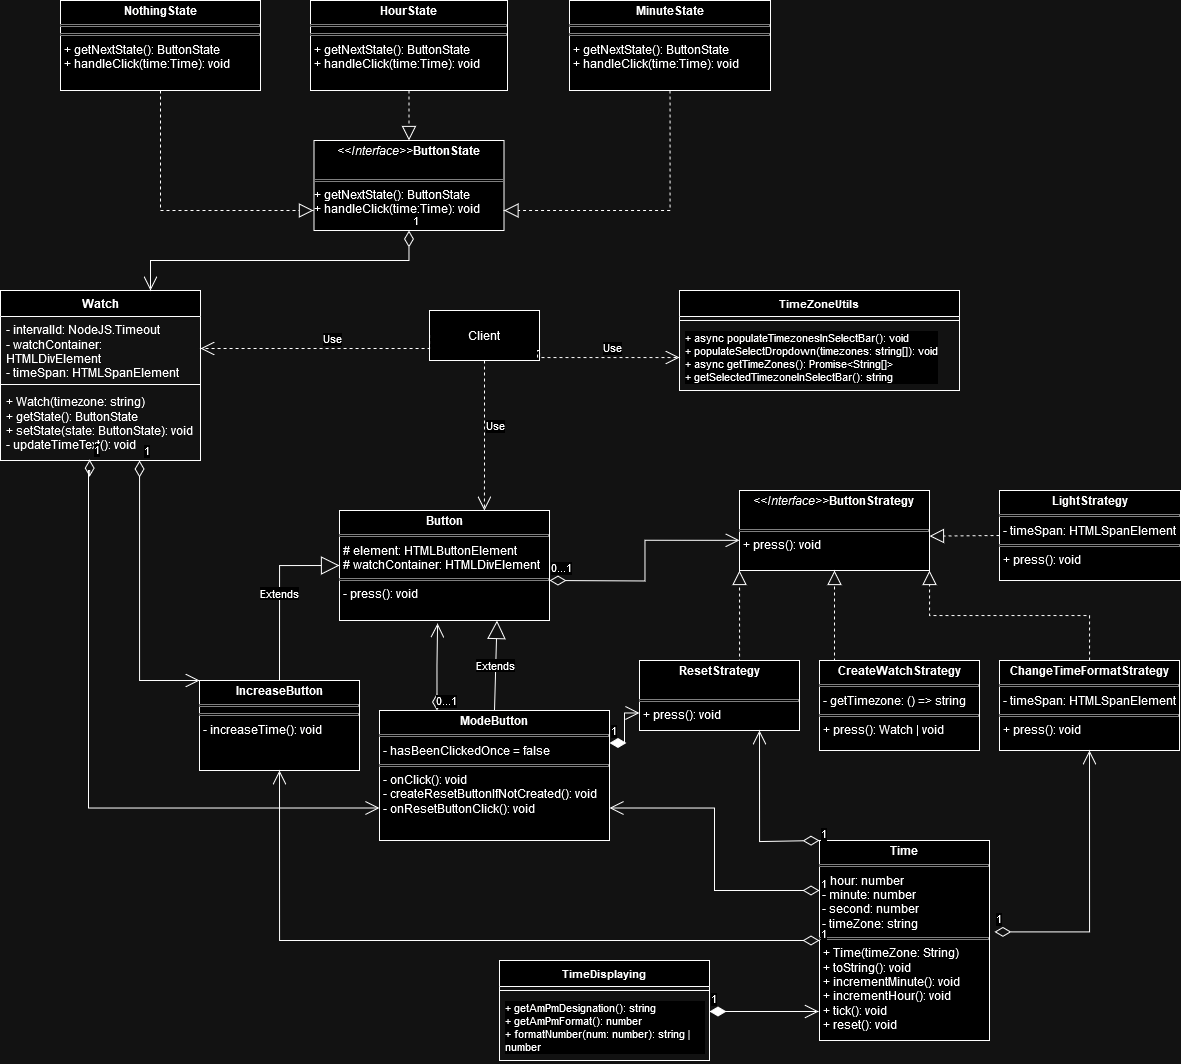 NothingState
+ getNextState(): ButtonState
+ handleClick(time:Time): void
HourState
+ getNextState(): ButtonState
+ handleClick(time:Time): void
MinuteState
+ getNextState(): ButtonState
+ handleClick(time:Time): void
<<Interface>>ButtonState
+ getNextState(): ButtonState
+ handleClick(time:Time): void
1
Watch
- intervalId: NodeJS.Timeout
- watchContainer:
HTMLDivElement
- timeSpan: HTMLSpanElement
+ Watch(timezone: string)
+ getState(): ButtonState
+ setState(state: ButtonState): void
- updateTimeText(): void
1
1
Use
Client
Use
Use
TimeZoneUtils
+ async populateTimezonesInSelectBar(): void
+ populateSelectDropdown(timezones: string[]): void
+ async getTimeZones(): Promise<String[]>
+ getSelectedTimezoneInSelectBar(): string
Button
# element: HTMLButtonElement
# watchContainer: HTMLDivElement
- press(): void
0...1
<<Interface>>ButtonStrategy
+ press(): void
LightStrategy
- timeSpan: HTMLSpanElement
+ press(): void
Extends
Extends
IncreaseButton
- increaseTime(): void
0...1
ModeButton
- hasBeenClickedOnce = false
- onClick(): void
- createResetButtonIfNotCreated(): void
- onResetButtonClick(): void
1
ResetStrategy
+ press(): void
CreateWatchStrategy
- getTimezone: () => string
+ press(): Watch | void
ChangeTimeFormatStrategy
- timeSpan: HTMLSpanElement
+ press(): void
1
Time
1
hour: number
- minute: number
- second: number
- timeZone: string
1
1
+ Time(timeZone: String)
+ toString(): void
+ incrementMinute(): void
+ incrementHour(): void
+ tick(): void
+ reset(): void
TimeDisplaying
+ getAmPmDesignation(): string
+ getAmPmFormat(): number
+ formatNumber(num: number): string |
number
1